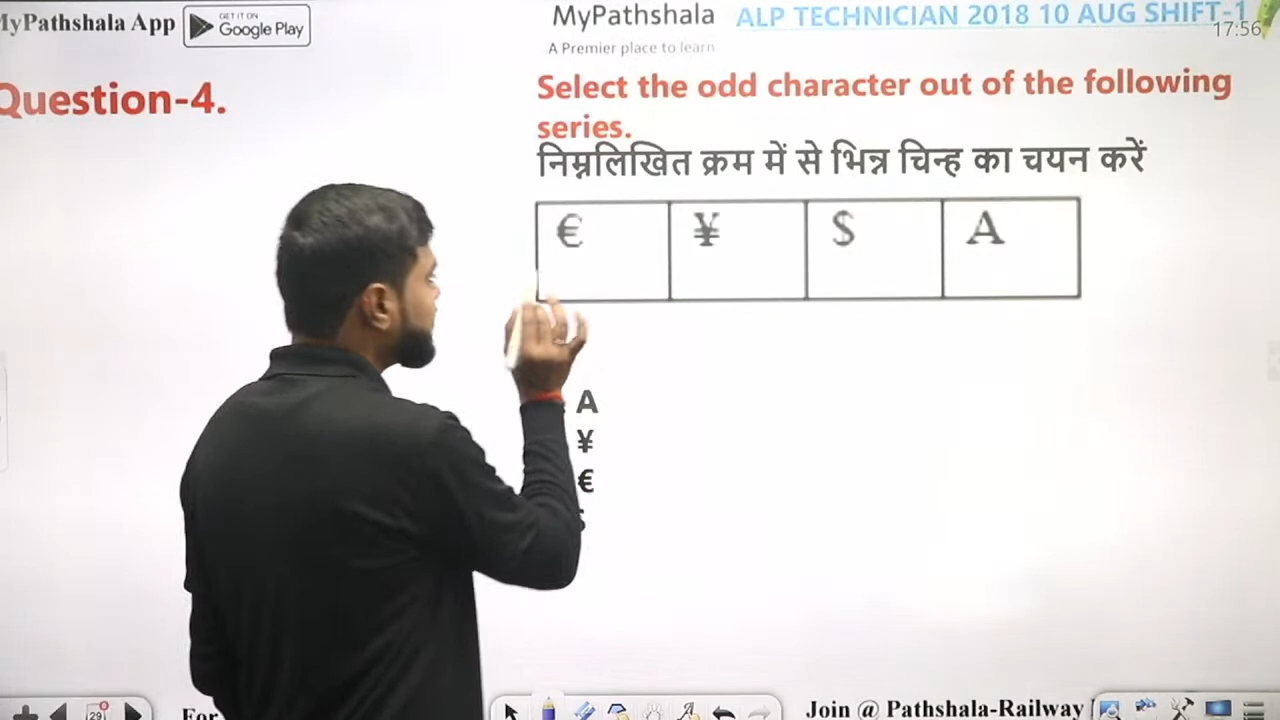 MyPathshala App
GET IT ON
Google Play
MyPathshala
A Premier place to learn
ALP TECHNICIAN 2018 10 AUG SHIFT-1
17:56
Question-4.
Select the odd character out of the following
series.
निम्नलिखित क्रम में से भिन्न चिन्ह का चयन करें
€ ¥ $ A
A
¥
€
29
For
Join @ Pathshala-Railway